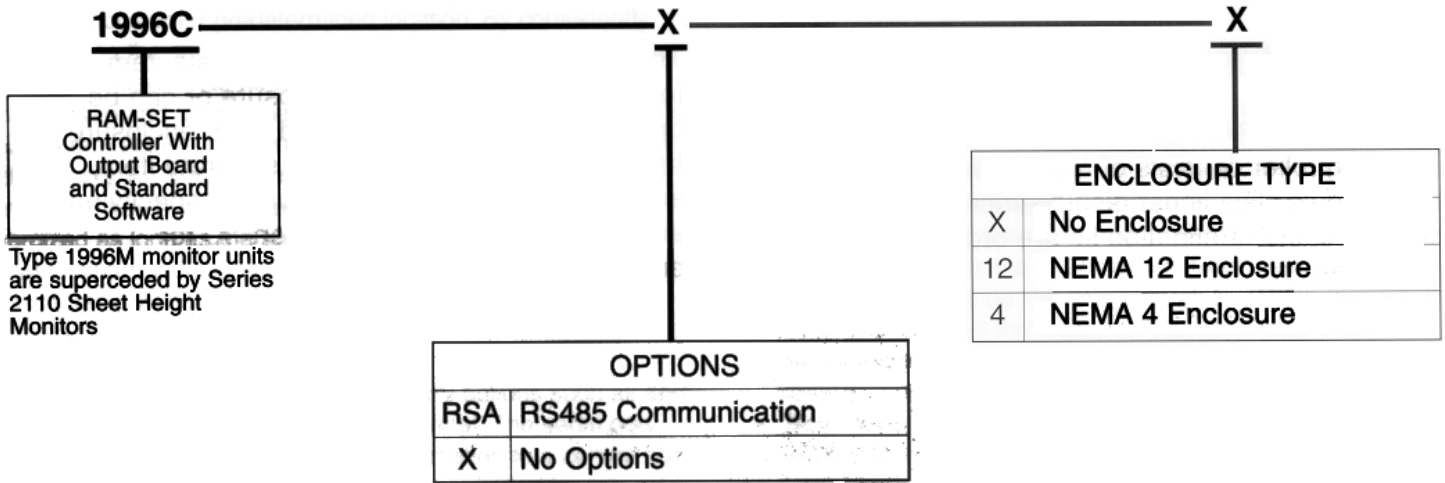 1996C X X
RAM-SET
Controller With
Output Board
and Standard
Software
Type 1996M monitor units
are superceded by Series
2110 Sheet Height
Monitors
OPTIONS
RSA RS485 Communication
X No Options
ENCLOSURE TYPE
X No Enclosure
12 NEMA 12 Enclosure
4 NEMA 4 Enclosure